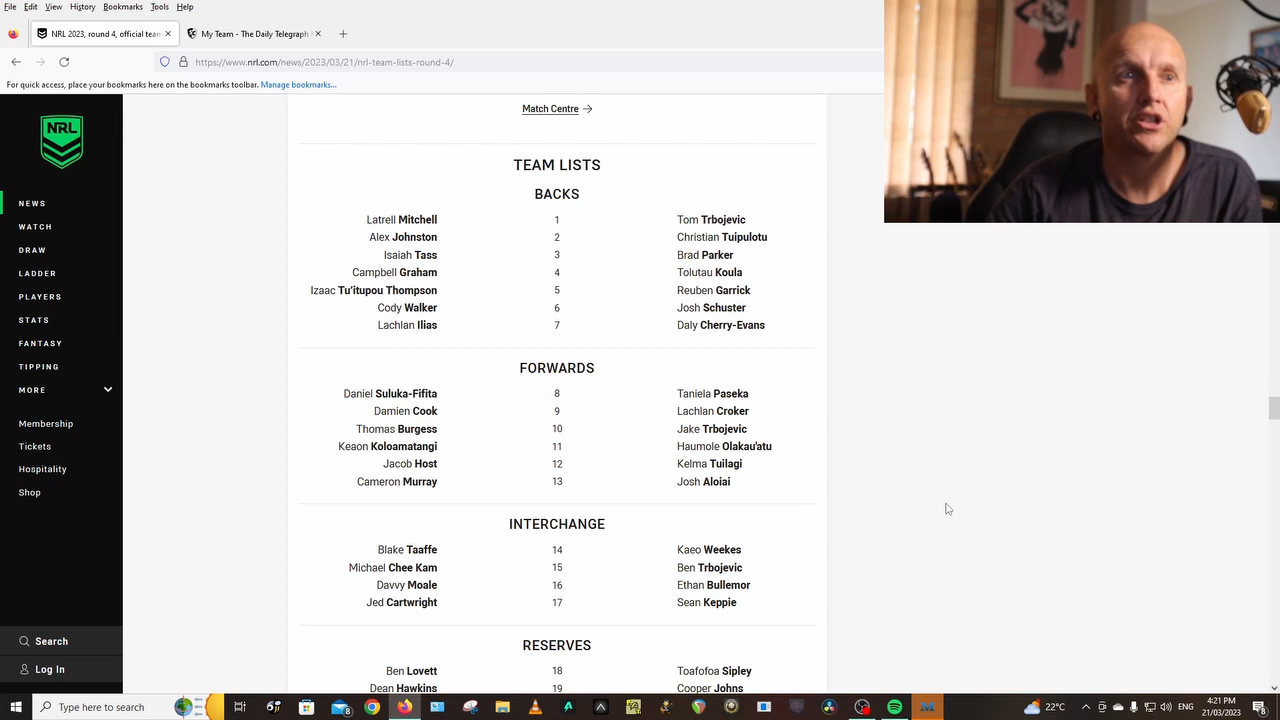 File Edit View History Bookmarks Tools Help
NRL 2023, round 4, official team
My Team - The Daily Telegraph
https://www.nrl.com/news/2023/03/21/nrl-team-lists-round-4/
For quick access, place your bookmarks here on the bookmarks toolbar. Manage bookmarks...
NRL
NEWS
WATCH
DRAW
LADDER
PLAYERS
STATS
FANTASY
TIPPING
MORE
Membership
Tickets
Hospitality
Shop
Search
Log In
Match Centre
TEAM LISTS
BACKS
Latrell Mitchell 1 Tom Trbojevic
Alex Johnston 2 Christian Tuipulotu
Isaiah Tass 3 Brad Parker
Campbell Graham 4 Tolutau Koula
Izaac Tu'itupou Thompson 5 Reuben Garrick
Cody Walker 6 Josh Schuster
Lachlan Ilias 7 Daly Cherry-Evans
FORWARDS
Daniel Suluka-Fifita 8 Taniela Paseka
Damien Cook 9 Lachlan Croker
Thomas Burgess 10 Jake Trbojevic
Keaon Koloamatangi 11 Haumole Olakau'atu
Jacob Host 12 Kelma Tuilagi
Cameron Murray 13 Josh Aloiai
INTERCHANGE
Blake Taaffe 14 Kaeo Weekes
Michael Chee Kam 15 Ben Trbojevic
Davvy Moale 16 Ethan Bullemor
Jed Cartwright 17 Sean Keppie
RESERVES
Ben Lovett 18 Toafofoa Sipley
Dean Hawkins 19 Cooper Johns
Type here to search
22°C
4:21 PM
21/03/2023